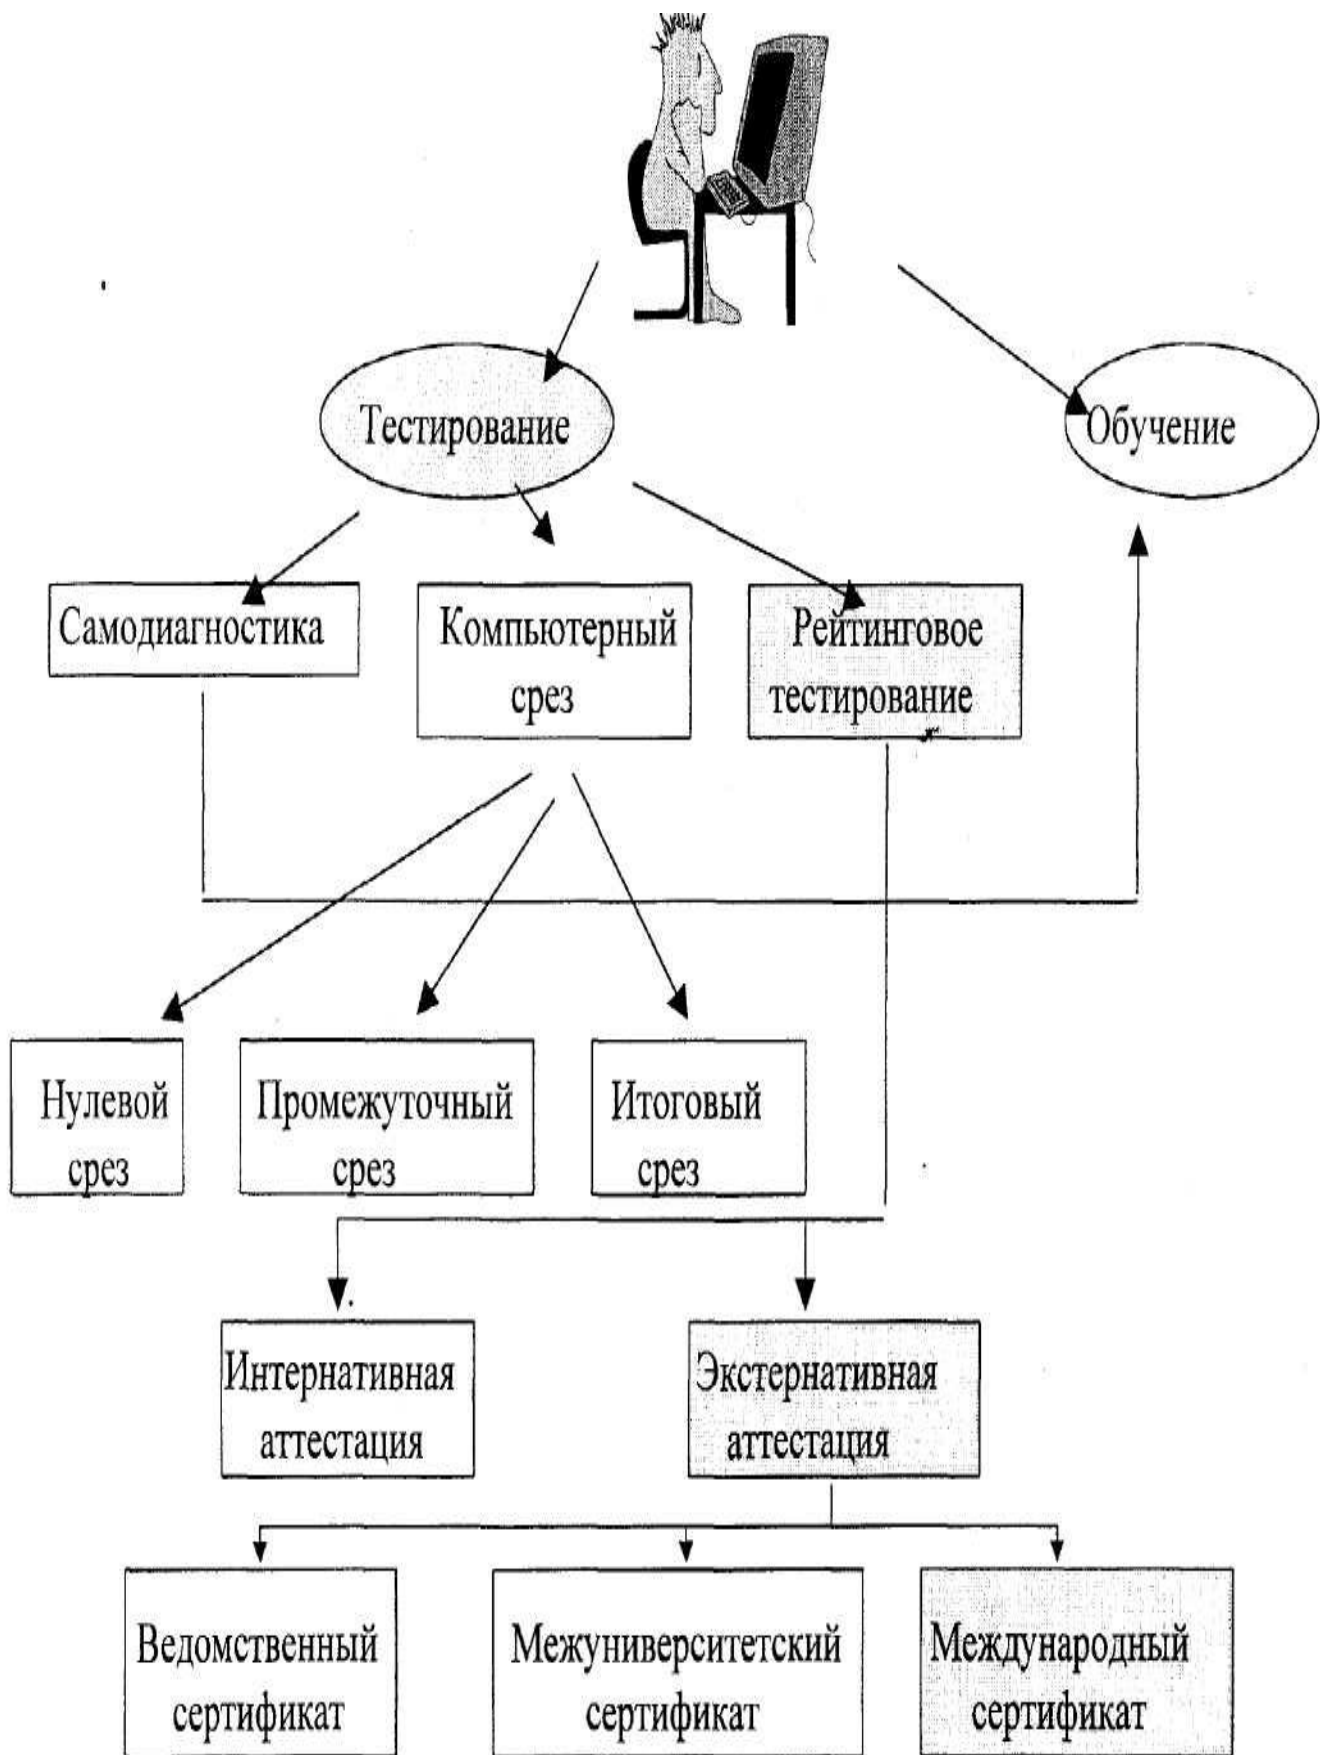 Тестирование
Обучение
Самодиагностика
Компьютерный
срез
Рейтинговое
тестирование
Нулевой
срез
Промежуточный
срез
Итоговый
срез
Интернативная
аттестация
Экстернативная
аттестация
Ведомственный
сертификат
Межуниверситетский
сертификат
Международный
сертификат